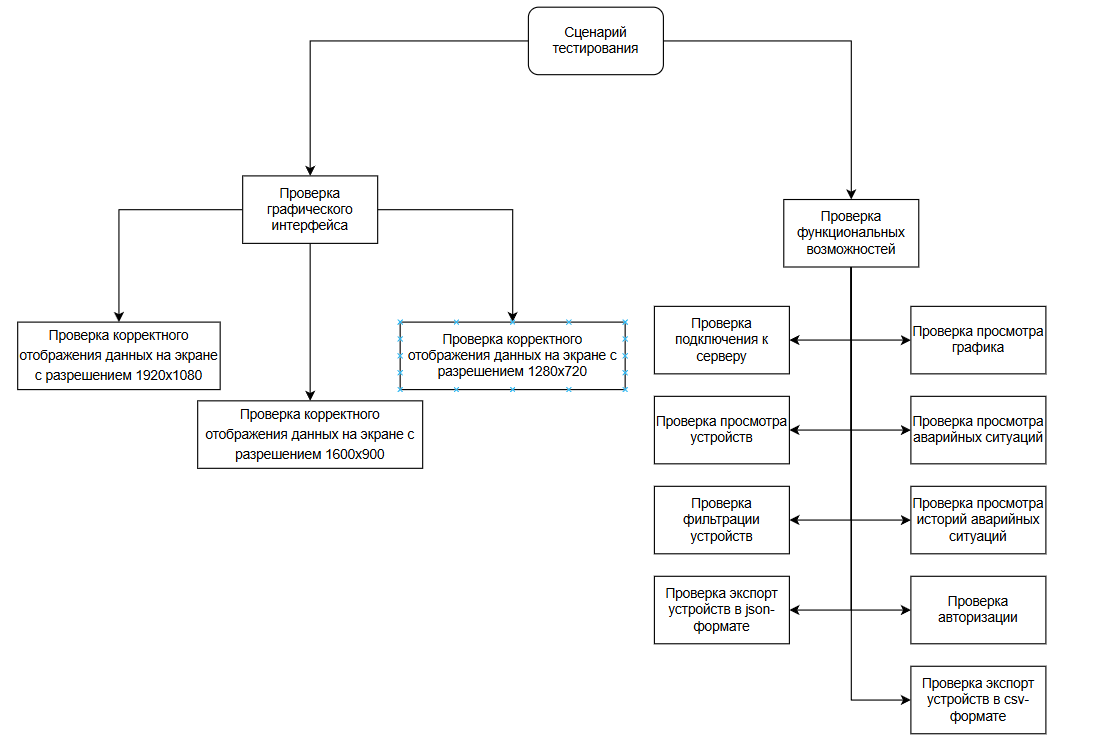 Сценарий
тестирования
Проверка
графического
интерфейса
Проверка
функциональных
возможностей
Проверка корректного
отображения данных на экране
с разрешением 1920x1080
Проверка корректного
отображения данных на экране с
разрешением 1280x720
Проверка корректного
отображения данных на экране с
разрешением 1600x900
Проверка
подключения к
серверу
Проверка просмотра
графика
Проверка просмотра
устройств
Проверка просмотра
аварийных ситуаций
Проверка
фильтрации
устройств
Проверка просмотра
историй аварийных
ситуаций
Проверка экспорт
устройств в json-
формате
Проверка
авторизации
Проверка экспорт
устройств в csv-
формате